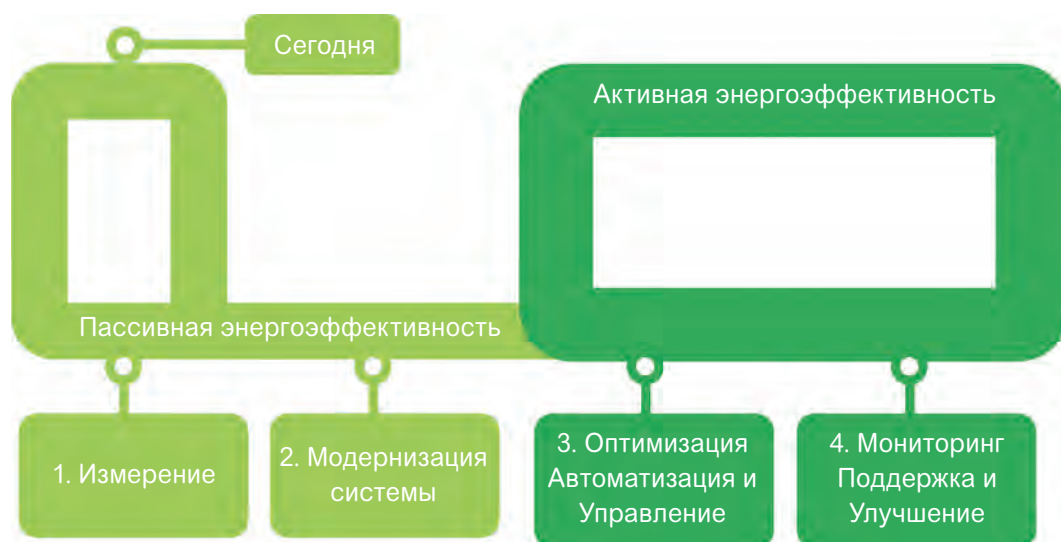 Сегодня
Активная энергоэффективность
Пассивная энергоэффективность
1. Измерение
2. Модернизация
системы
3. Оптимизация
Автоматизация и
Управление
4. Мониторинг
Поддержка и
Улучшение